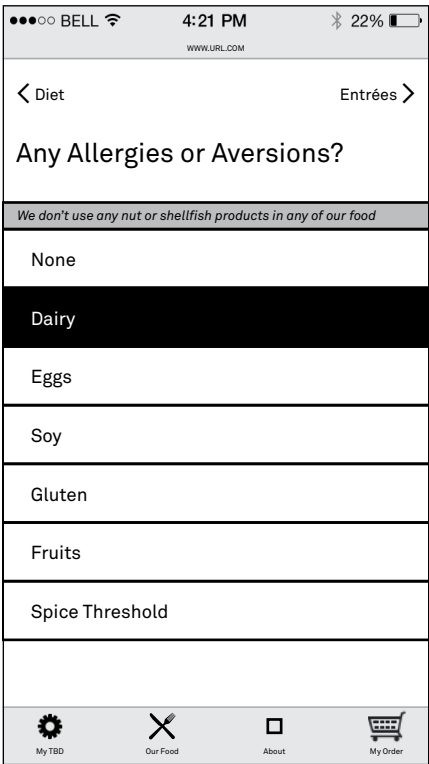 BELL 4:21 PM 22%
WWW.URL.COM
Diet Entrées
Any Allergies or Aversions?
We don't use any nut or shellfish products in any of our food
None
Dairy
Eggs
Soy
Gluten
Fruits
Spice Threshold
My TBD Our Food About My Order